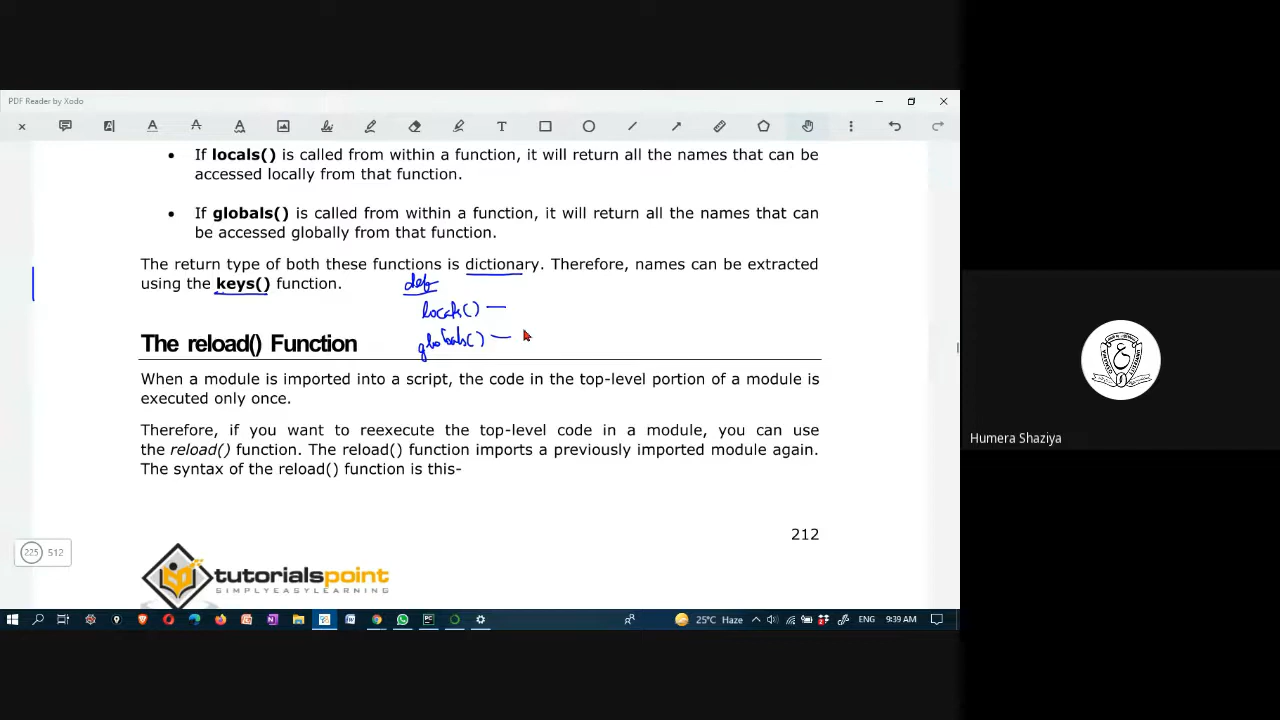 PDF Reader by Xodo
If locals() is called from within a function, it will return all the names that can be
accessed locally from that function.
If globals() is called from within a function, it will return all the names that can
be accessed globally from that function.
The return type of both these functions is dictionary. Therefore, names can be extracted
using the keys() function.
def
locals() —
globals() —
The reload() Function
When a module is imported into a script, the code in the top-level portion of a module is
executed only once.
Therefore, if you want to reexecute the top-level code in a module, you can use
the reload() function. The reload() function imports a previously imported module again.
The syntax of the reload() function is this-
Humera Shaziya
212
225 512
tutorialspoint
SIMPLYEASYLEARNING
25°C Haze
ENG
9:39 AM